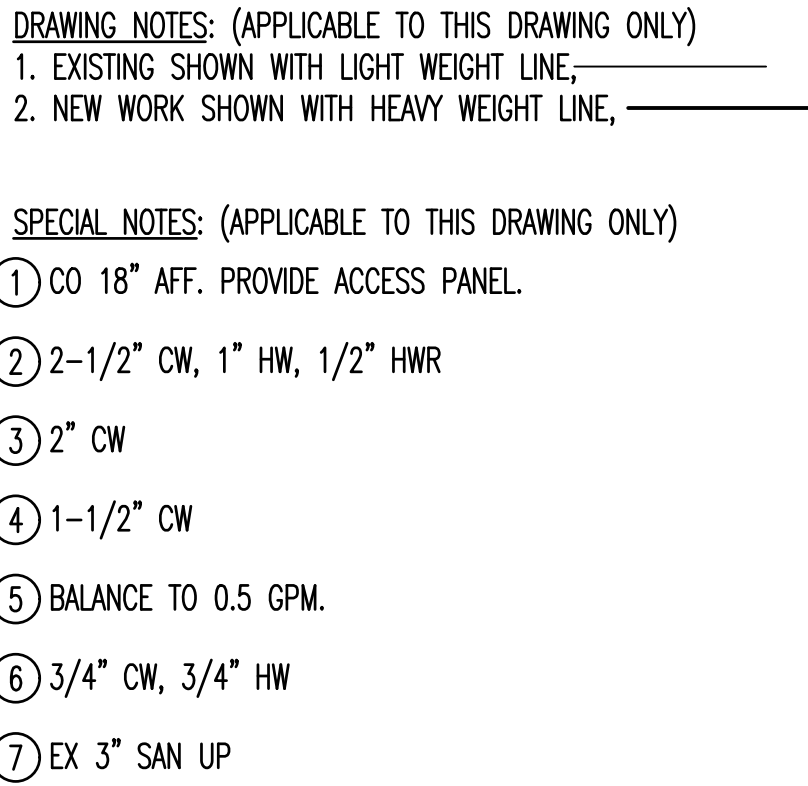 DRAWING NOTES: (APPLICABLE TO THIS DRAWING ONLY)
1. EXISTING SHOWN WITH LIGHT WEIGHT LINE,
2. NEW WORK SHOWN WITH HEAVY WEIGHT LINE,
SPECIAL NOTES: (APPLICABLE TO THIS DRAWING ONLY)
1 CO 18" AFF. PROVIDE ACCESS PANEL.
2 2-1/2" CW, 1" HW, 1/2" HWR
3 2" CW
4 1-1/2" CW
5 BALANCE TO 0.5 GPM.
6 3/4" CW, 3/4" HW
7 EX 3" SAN UP